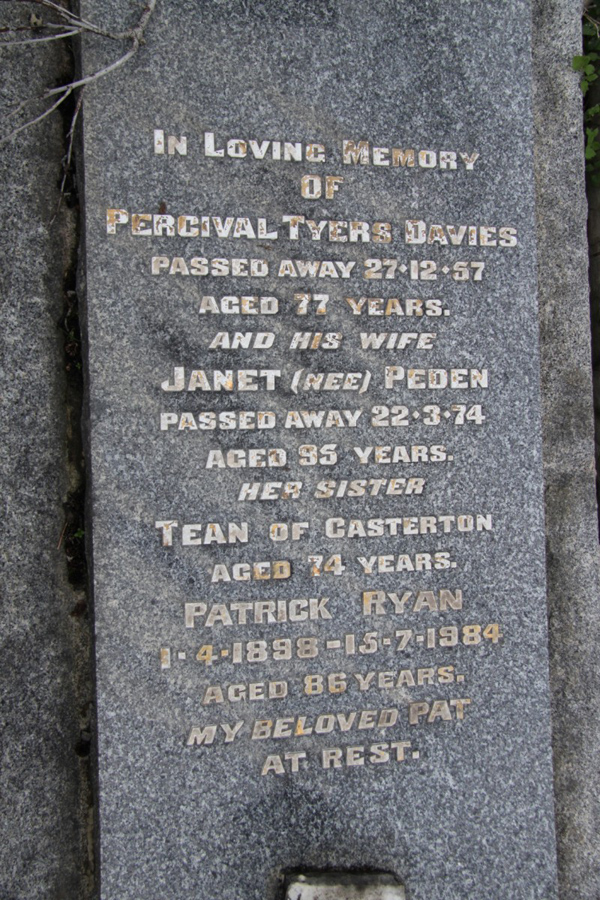 IN LOVING MEMORY
OF
PERCIVAL TYERS DAVIES
PASSED AWAY 27·12·57
AGED 77 YEARS.
AND HIS WIFE
JANET (NEE) PEDEN
PASSED AWAY 22·3·74
AGED 95 YEARS.
HER SISTER
TEAN OF CASTERTON
AGED 74 YEARS.
PATRICK RYAN
1-4-1898-15-7-1984
AGED 86 YEARS.
MY BELOVED PAT
AT REST.